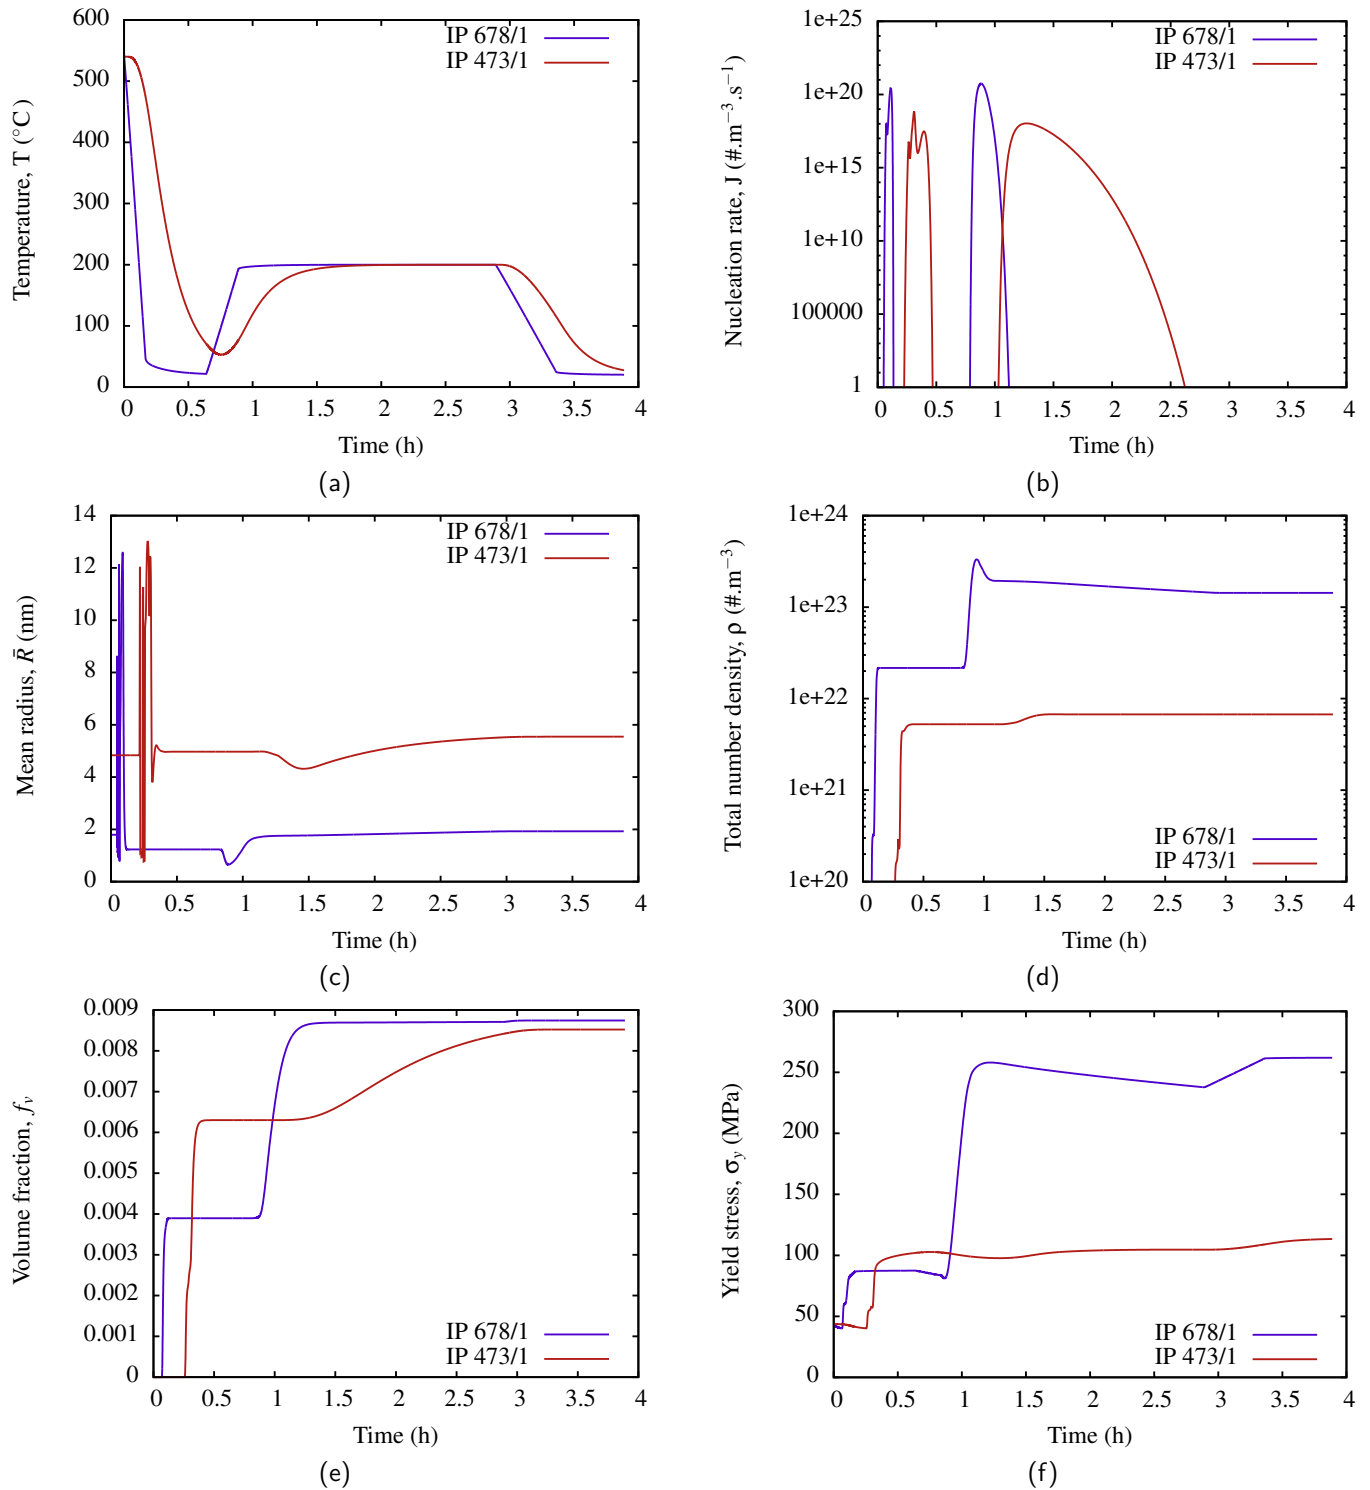 Temperature, T (°C)
600
500
400
300
200
100
0
0 0.5 1 1.5 2 2.5 3 3.5 4
Time (h)
IP 678/1
IP 473/1
(a)
Nucleation rate, J (#.m⁻³.s⁻¹)
1e+25
1e+20
1e+15
1e+10
100000
1
0 0.5 1 1.5 2 2.5 3 3.5 4
Time (h)
IP 678/1
IP 473/1
(b)
Mean radius, R̄ (nm)
14
12
10
8
6
4
2
0
0 0.5 1 1.5 2 2.5 3 3.5 4
Time (h)
IP 678/1
IP 473/1
(c)
Total number density, ρ (#.m⁻³)
1e+24
1e+23
1e+22
1e+21
1e+20
0 0.5 1 1.5 2 2.5 3 3.5 4
Time (h)
IP 678/1
IP 473/1
(d)
Volume fraction, fᵥ
0.009
0.008
0.007
0.006
0.005
0.004
0.003
0.002
0.001
0
0 0.5 1 1.5 2 2.5 3 3.5 4
Time (h)
IP 678/1
IP 473/1
(e)
Yield stress, σy (MPa)
300
250
200
150
100
50
0
0 0.5 1 1.5 2 2.5 3 3.5 4
Time (h)
IP 678/1
IP 473/1
(f)